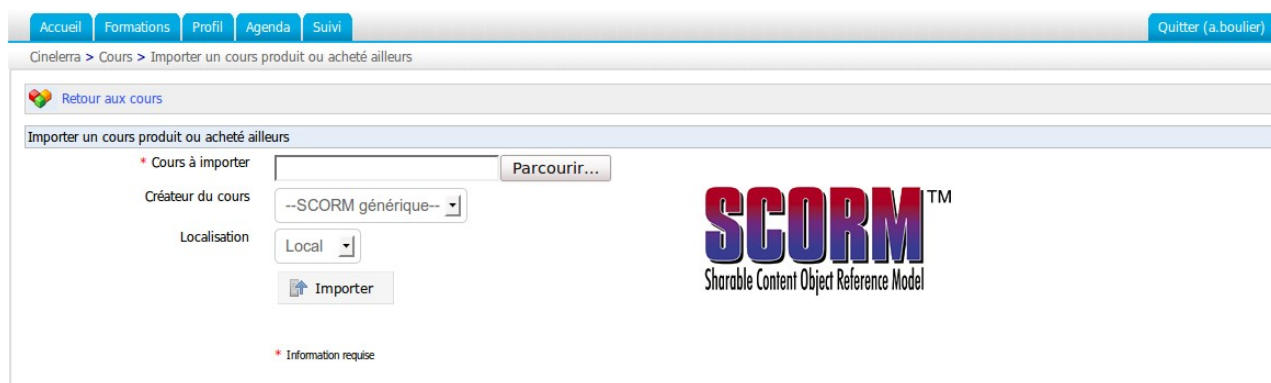 Accueil Formations Profil Agenda Suivi Quitter (a.boulier)
Cinelerra > Cours > Importer un cours produit ou acheté ailleurs
Retour aux cours
Importer un cours produit ou acheté ailleurs
* Cours à importer Parcourir...
Créateur du cours --SCORM générique--
Localisation Local
Importer
* Information requise
SCORM™
Sharable Content Object Reference Model